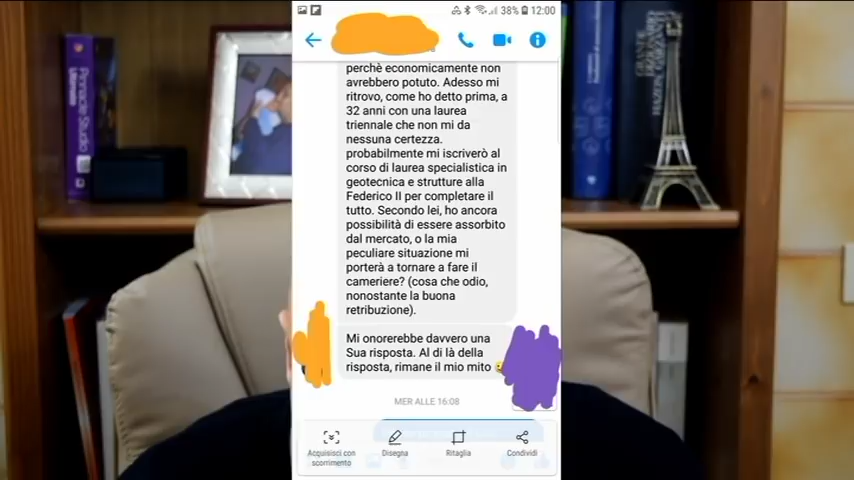 38% 12:00
perchè economicamente non
avrebbero potuto. Adesso mi
ritrovo, come ho detto prima, a
32 anni con una laurea
triennale che non mi da
nessuna certezza.
probabilmente mi iscriverò al
corso di laurea specialistica in
geotecnica e strutture alla
Federico II per completare il
tutto. Secondo lei, ho ancora
possibilità di essere assorbito
dal mercato, o la mia
peculiare situazione mi
porterà a tornare a fare il
cameriere? (cosa che odio,
nonostante la buona
retribuzione).
Mi onorerebbe davvero una
Sua risposta. Al di là della
risposta, rimane il mio mito
MER ALLE 16:08
Acquisisci con
scorrimento
Disegna
Ritaglia
Condividi
Pinnacle Studio
Ultimate